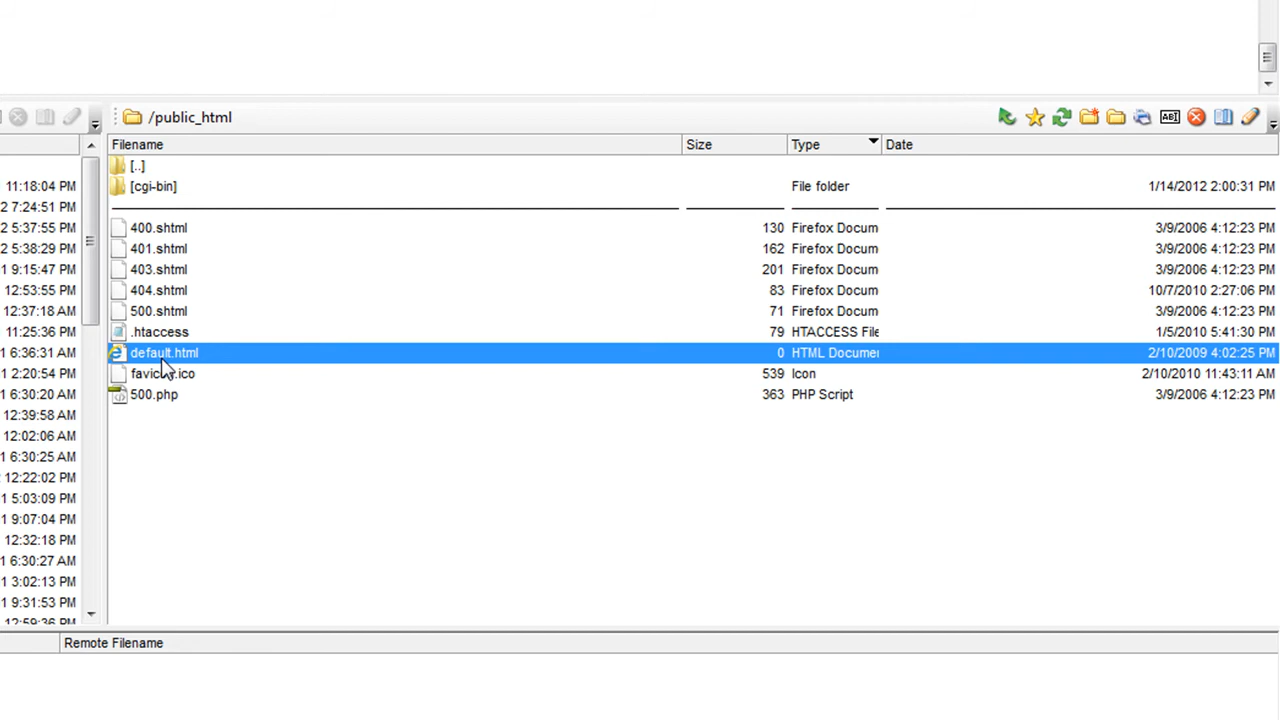 /public_html
ABI
Filename Size Type Date
[..]
11:18:04 PM [cgi-bin] File folder 1/14/2012 2:00:31 PM
2 7:24:51 PM
2 5:37:55 PM 400.shtml 130 Firefox Docum 3/9/2006 4:12:23 PM
2 5:38:29 PM 401.shtml 162 Firefox Docum 3/9/2006 4:12:23 PM
1 9:15:47 PM 403.shtml 201 Firefox Docum 3/9/2006 4:12:23 PM
12:53:55 PM 404.shtml 83 Firefox Docum 10/7/2010 2:27:06 PM
12:37:18 AM 500.shtml 71 Firefox Docum 3/9/2006 4:12:23 PM
11:25:36 PM .htaccess 79 HTACCESS File 1/5/2010 5:41:30 PM
1 6:36:31 AM default.html 0 HTML Documer 2/10/2009 4:02:25 PM
1 2:20:54 PM 539 Icon 2/10/2010 11:43:11 AM
1 6:30:20 AM 500.php 363 PHP Script 3/9/2006 4:12:23 PM
12:39:58 AM
12:02:06 AM
1 6:30:25 AM
12:22:02 PM
1 5:03:09 PM
1 9:07:04 PM
12:32:18 PM
1 6:30:27 AM
1 3:02:13 PM
1 9:31:53 PM
12:59:36 PM
Remote Filename